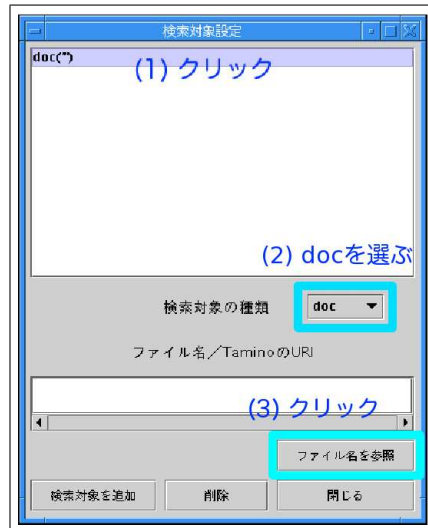 検索対象設定
doc('')
(1) クリック
(2) docを選ぶ
検索対象の種類
doc
ファイル名／TaminoのURI
(3) クリック
ファイル名を参照
検索対象を追加
削除
閉じる